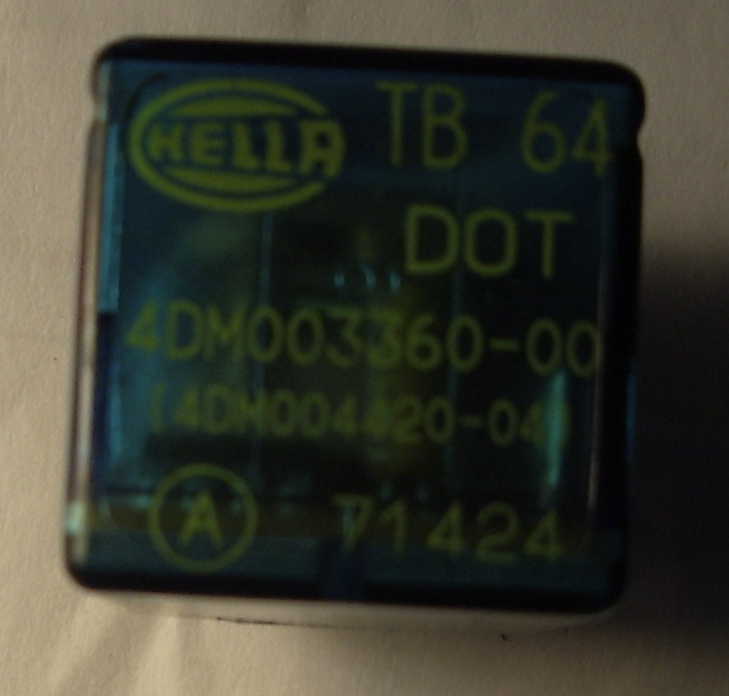 HELLA TB 64
DOT
4DM003360-00
(4DM004420-04)
A 71424